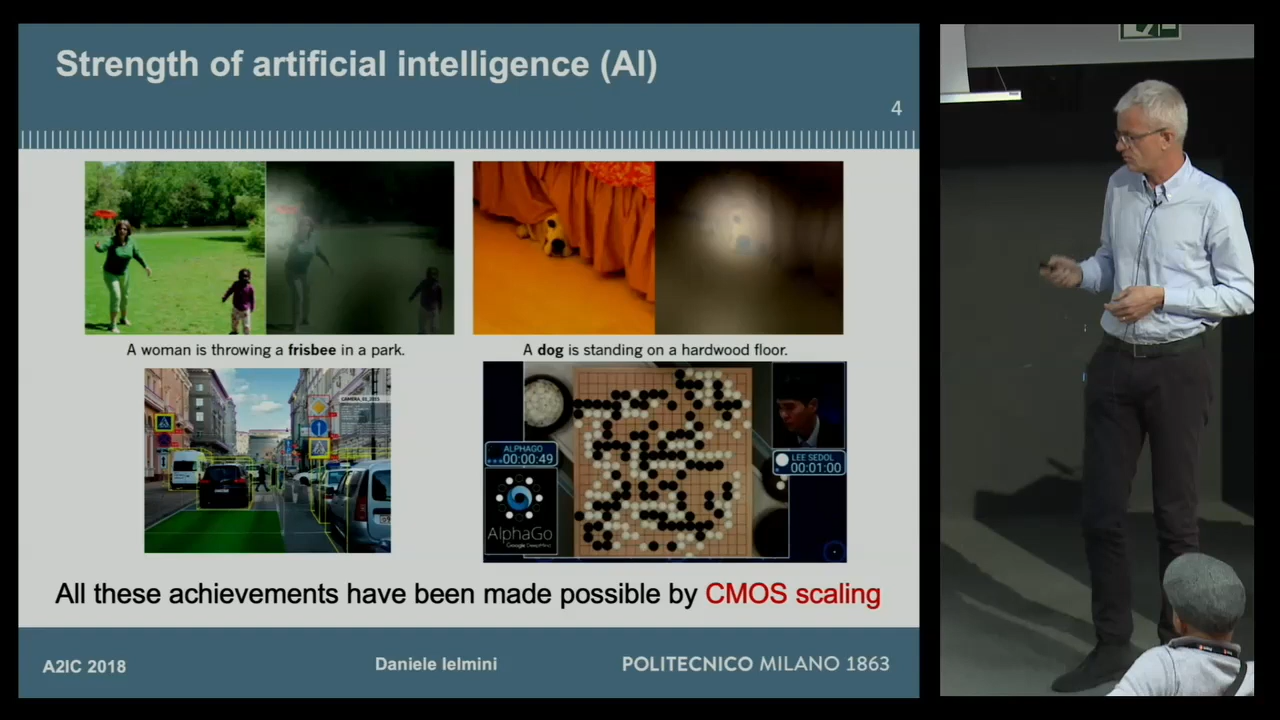 Strength of artificial intelligence (AI)
4
A woman is throwing a frisbee in a park.
A dog is standing on a hardwood floor.
ALPHAGO
00:00:49
LEE SEDOL
00:01:00
AlphaGo
Google DeepMind
All these achievements have been made possible by CMOS scaling
A2IC 2018
Daniele Ielmini
POLITECNICO MILANO 1863